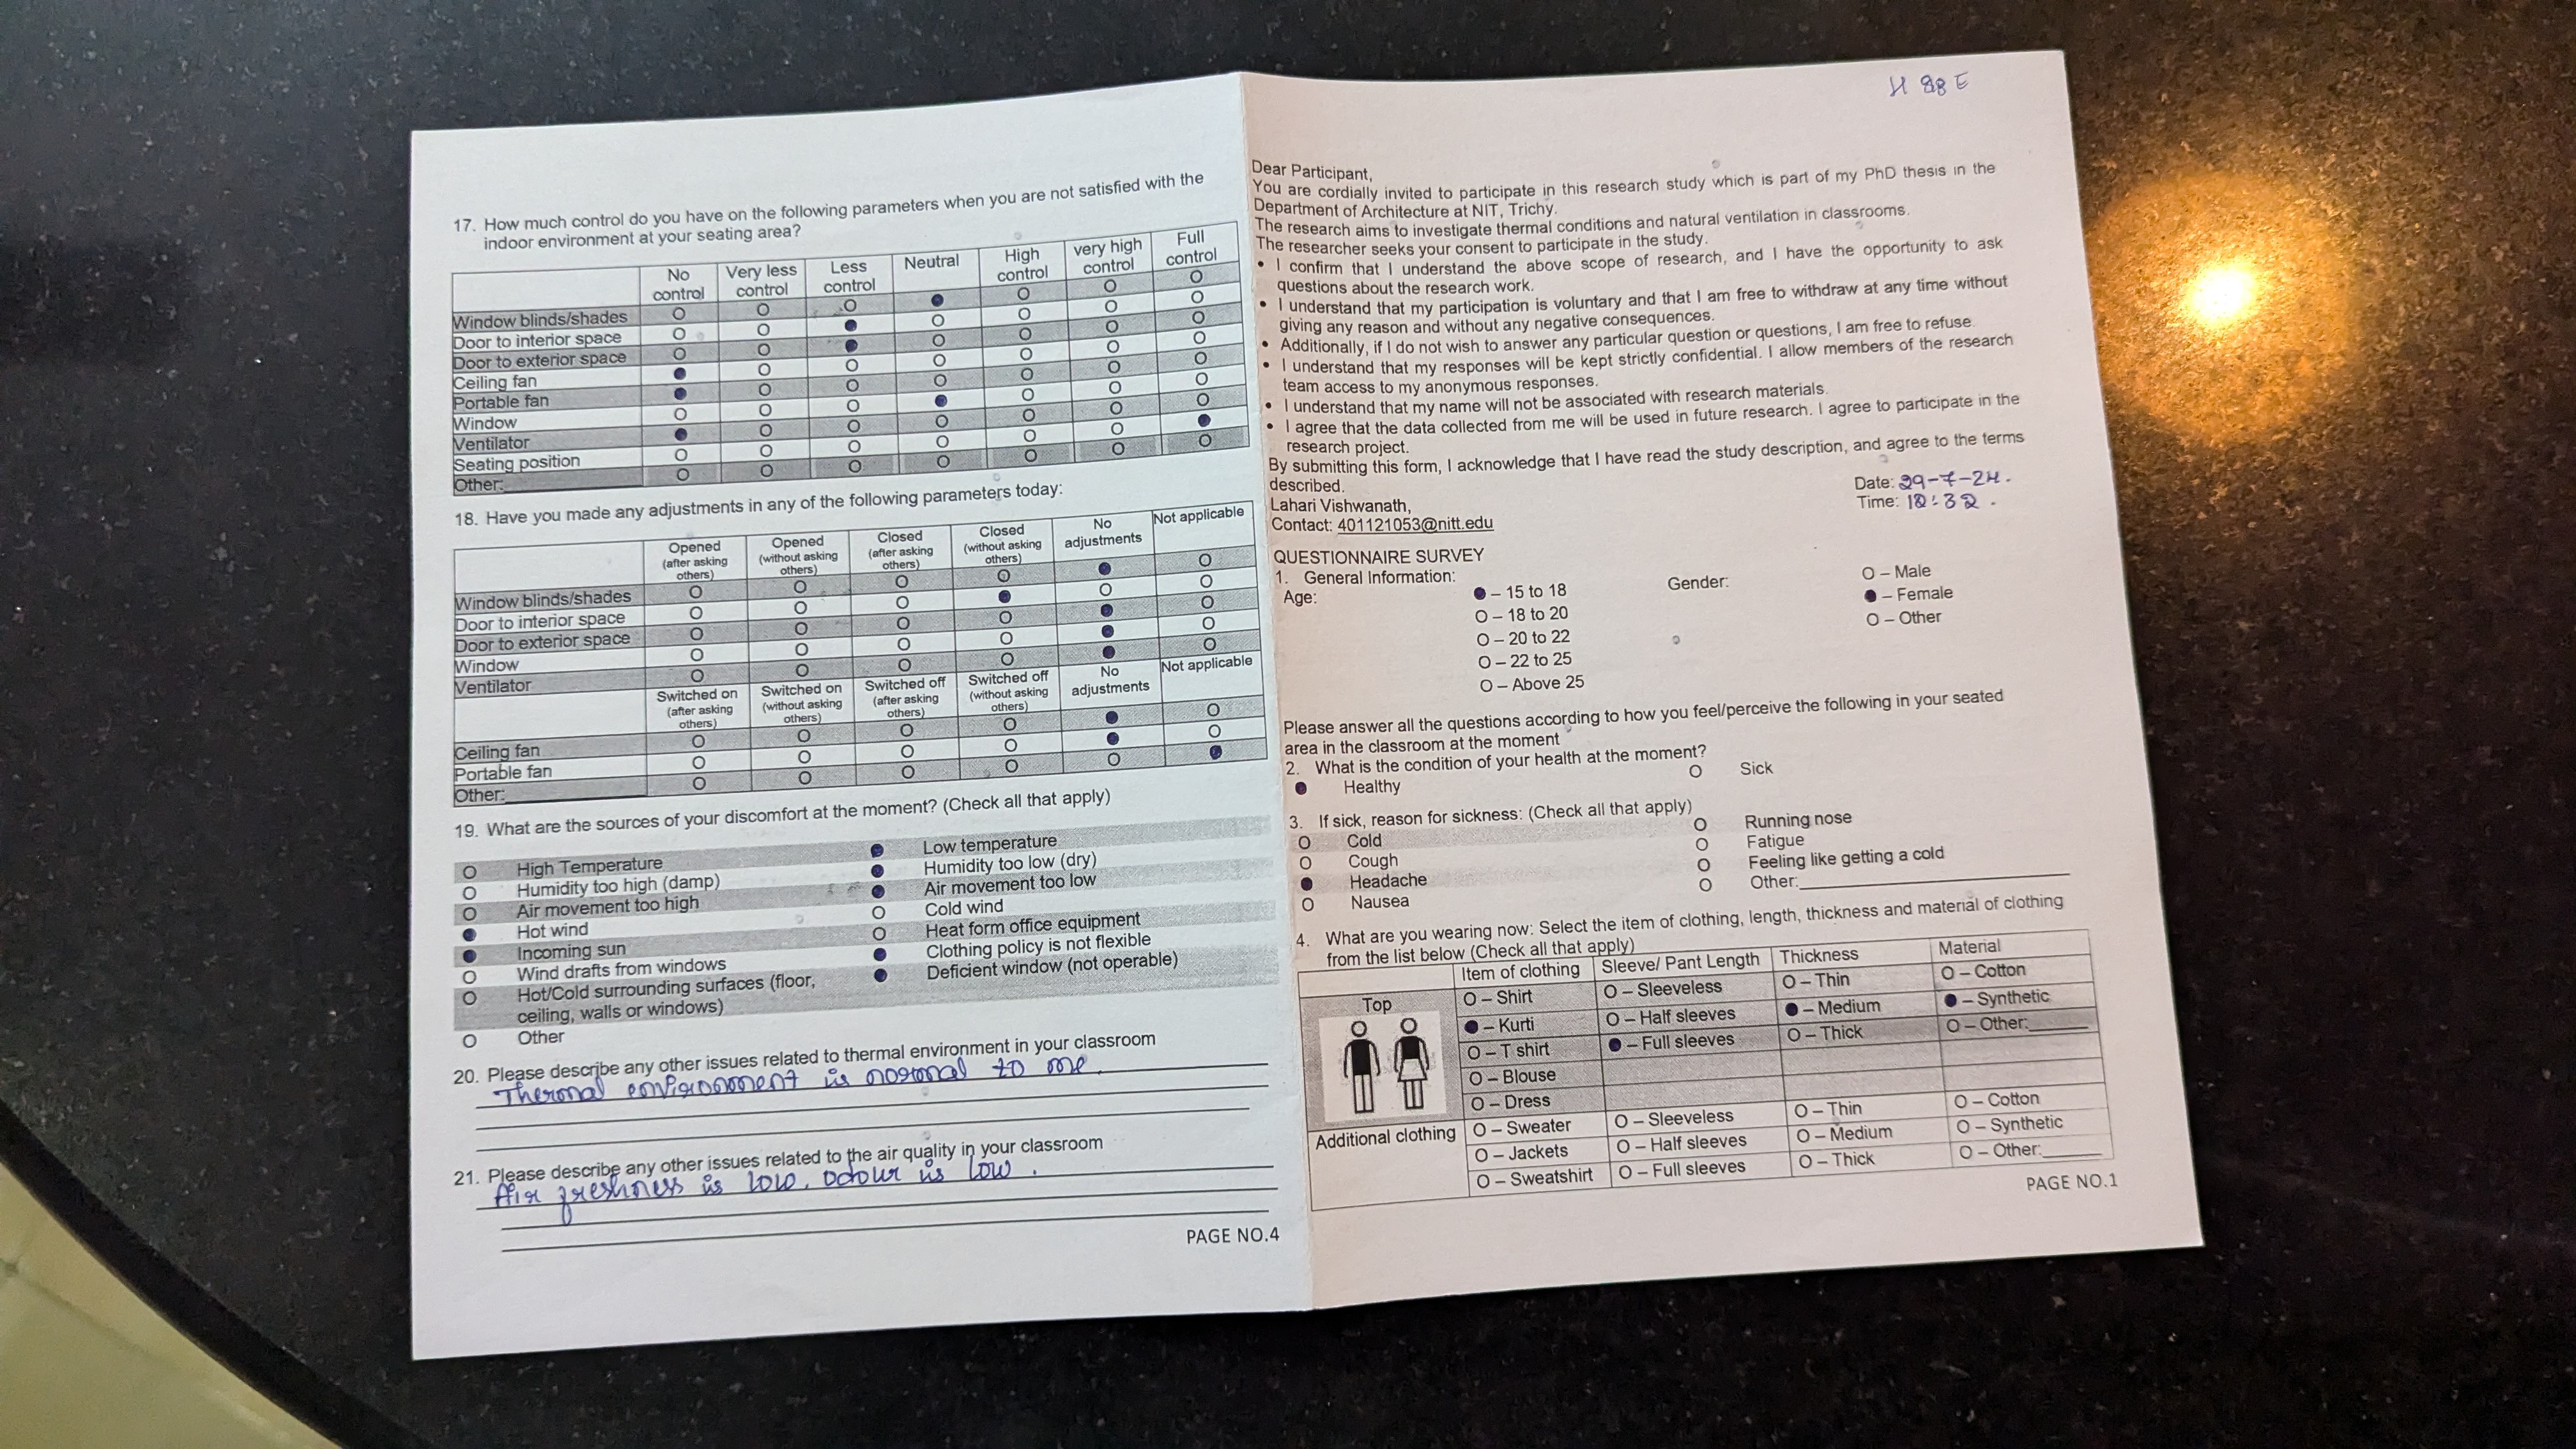 17. How much control do you have on the following parameters when you are not satisfied with the
indoor environment at your seating area?
No control Very less control Less control Neutral High control very high control Full control
Window blinds/shades O O O ● O O O
Door to interior space O O ● O O O O
Door to exterior space O O ● O O O O
Ceiling fan ● O O O O O O
Portable fan ● O O O O O O
Window O O O ● O O O
Ventilator ● O O O O O O
Seating position O O O O O O ●
Other: O O O O O O O
18. Have you made any adjustments in any of the following parameters today:
Opened (after asking others) Opened (without asking others) Closed (after asking others) Closed (without asking others) No adjustments Not applicable
Window blinds/shades O O O O ● O
Door to interior space O O O ● O O
Door to exterior space O O O O ● O
Window O O O O ● O
Ventilator O O O O ● O
Switched on (after asking others) Switched on (without asking others) Switched off (after asking others) Switched off (without asking others) No adjustments Not applicable
Ceiling fan O O O O ● O
Portable fan O O O O ● O
Other: O O O O O ●
19. What are the sources of your discomfort at the moment? (Check all that apply)
O High Temperature ● Low temperature
O Humidity too high (damp) ● Humidity too low (dry)
O Air movement too high ● Air movement too low
● Hot wind O Cold wind
● Incoming sun O Heat form office equipment
O Wind drafts from windows ● Clothing policy is not flexible
O Hot/Cold surrounding surfaces (floor, ● Deficient window (not operable)
ceiling, walls or windows)
O Other
20. Please describe any other issues related to thermal environment in your classroom
Thermal environment is normal to me.
21. Please describe any other issues related to the air quality in your classroom
Air freshness is low. Odour is low.
PAGE NO.4
H 28 E
Dear Participant,
You are cordially invited to participate in this research study which is part of my PhD thesis in the
Department of Architecture at NIT, Trichy.
The research aims to investigate thermal conditions and natural ventilation in classrooms.
The researcher seeks your consent to participate in the study.
• I confirm that I understand the above scope of research, and I have the opportunity to ask
questions about the research work.
• I understand that my participation is voluntary and that I am free to withdraw at any time without
giving any reason and without any negative consequences.
• Additionally, if I do not wish to answer any particular question or questions, I am free to refuse.
• I understand that my responses will be kept strictly confidential. I allow members of the research
team access to my anonymous responses.
• I understand that my name will not be associated with research materials.
• I agree that the data collected from me will be used in future research. I agree to participate in the
research project.
By submitting this form, I acknowledge that I have read the study description, and agree to the terms
described.
Lahari Vishwanath,
Contact: 401121053@nitt.edu
Date: 29-7-24.
Time: 12:32.
QUESTIONNAIRE SURVEY
1. General Information:
Age: ● – 15 to 18 Gender: O – Male
O – 18 to 20 ● – Female
O – 20 to 22 O – Other
O – 22 to 25
O – Above 25
Please answer all the questions according to how you feel/perceive the following in your seated
area in the classroom at the moment
2. What is the condition of your health at the moment?
● Healthy O Sick
3. If sick, reason for sickness: (Check all that apply)
O Cold O Running nose
O Cough O Fatigue
● Headache O Feeling like getting a cold
O Nausea O Other:
4. What are you wearing now: Select the item of clothing, length, thickness and material of clothing
from the list below (Check all that apply)
Item of clothing Sleeve/ Pant Length Thickness Material
Top O – Shirt O – Sleeveless O – Thin O – Cotton
● – Kurti O – Half sleeves ● – Medium ● – Synthetic
O – T shirt ● – Full sleeves O – Thick O – Other:
O – Blouse
O – Dress
Additional clothing O – Sweater O – Sleeveless O – Thin O – Cotton
O – Jackets O – Half sleeves O – Medium O – Synthetic
O – Sweatshirt O – Full sleeves O – Thick O – Other:
PAGE NO.1